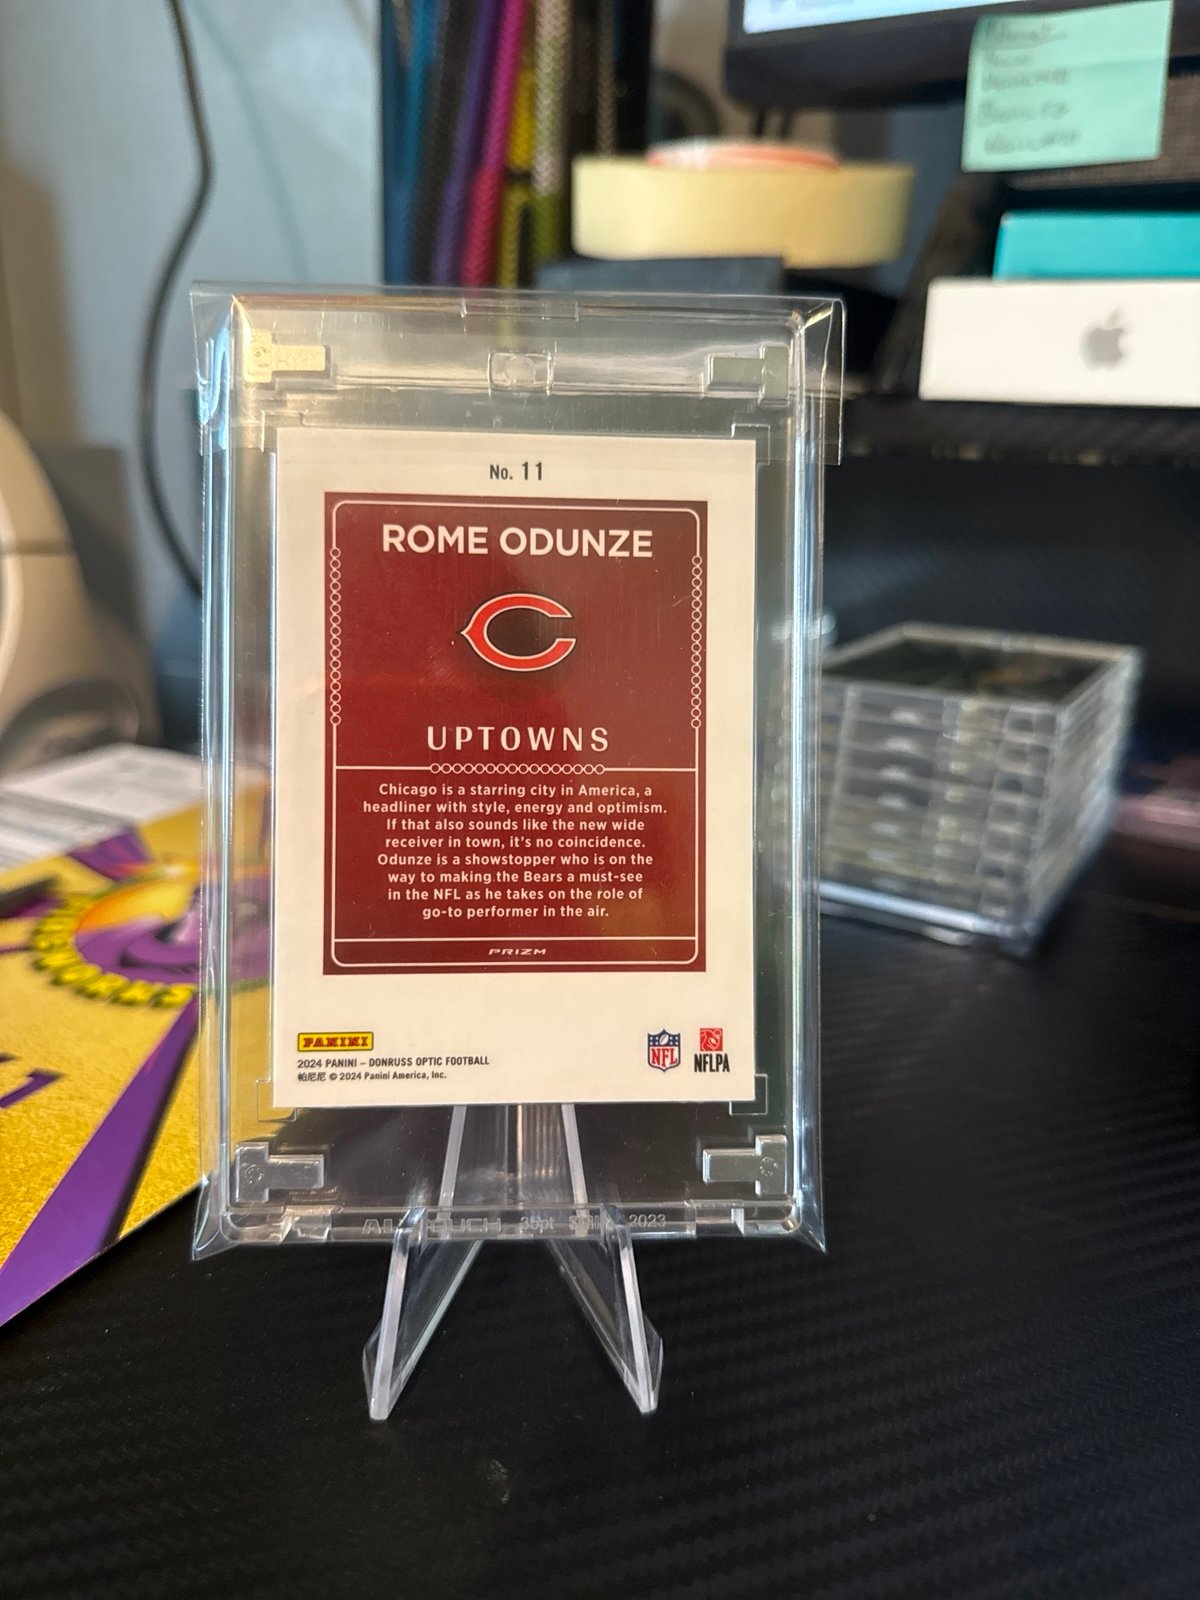 No. 11
ROME ODUNZE
UPTOWNS
Chicago is a starring city in America, a
headliner with style, energy and optimism.
If that also sounds like the new wide
receiver in town, it's no coincidence.
Odunze is a showstopper who is on the
way to making the Bears a must-see
in the NFL as he takes on the role of
go-to performer in the air.
PRIZM
PANINI
2024 PANINI – DONRUSS OPTIC FOOTBALL
帕尼尼 © 2024 Panini America, Inc.
NFL
NFLPA
35pt 2023